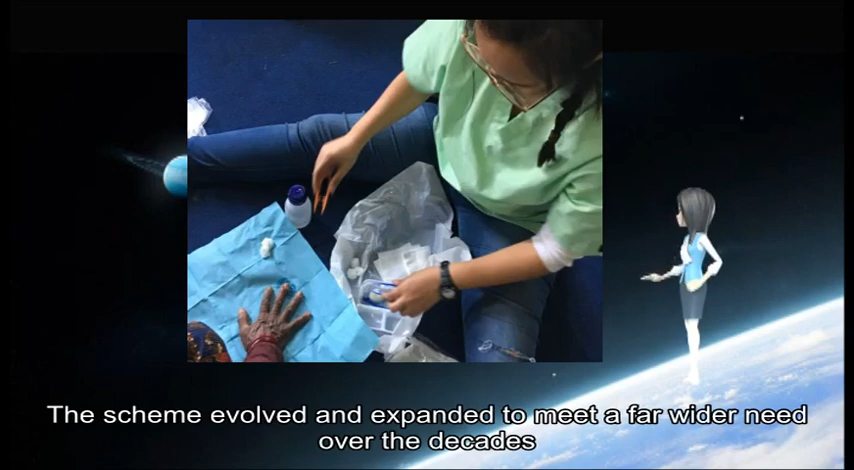 The scheme evolved and expanded to meet a far wider need
over the decades